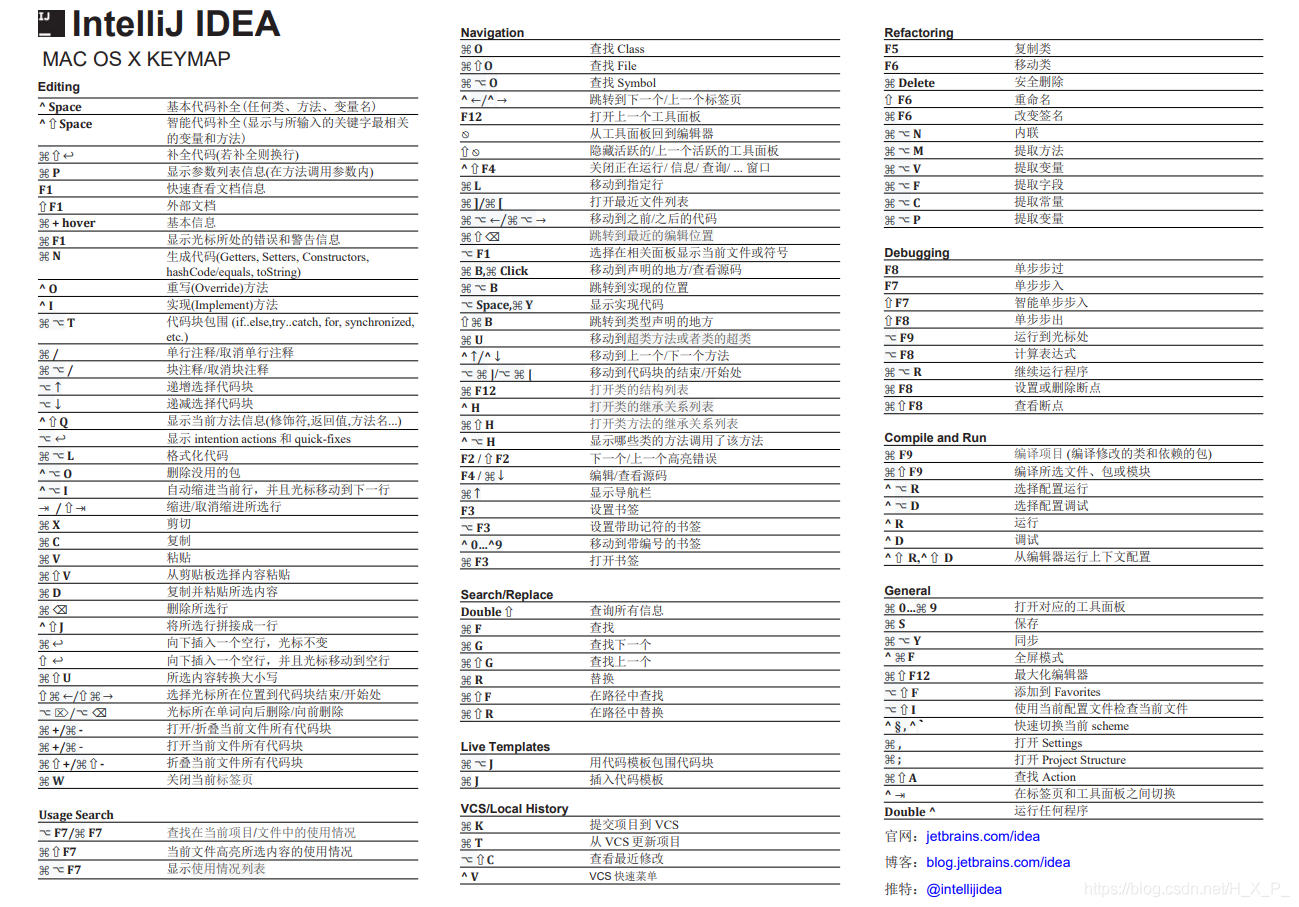 IJ IntelliJ IDEA
MAC OS X KEYMAP
Editing
^ Space 基本代码补全(任何类、方法、变量名)
^⇧Space 智能代码补全(显示与所输入的关键字最相关
的变量和方法)
⌘⇧↩ 补全代码(若补全则换行)
⌘P 显示参数列表信息(在方法调用参数内)
F1 快速查看文档信息
⇧F1 外部文档
⌘+ hover 基本信息
⌘F1 显示光标所处的错误和警告信息
⌘N 生成代码(Getters, Setters, Constructors,
hashCode/equals, toString)
^ O 重写(Override)方法
^ I 实现(Implement)方法
⌘⌥T 代码块包围 (if..else,try..catch, for, synchronized,
etc.)
⌘/ 单行注释/取消单行注释
⌘⌥/ 块注释/取消块注释
⌥↑ 递增选择代码块
⌥↓ 递减选择代码块
^⇧Q 显示当前方法信息(修饰符,返回值,方法名...)
⌥↩ 显示 intention actions 和 quick-fixes
⌘⌥L 格式化代码
^⌥O 删除没用的包
^⌥I 自动缩进当前行，并且光标移动到下一行
⇥ /⇧⇥ 缩进/取消缩进所选行
⌘X 剪切
⌘C 复制
⌘V 粘贴
⌘⇧V 从剪贴板选择内容粘贴
⌘D 复制并粘贴所选内容
⌘⌫ 删除所选行
^⇧J 将所选行拼接成一行
⌘↩ 向下插入一个空行，光标不变
⇧↩ 向下插入一个空行，并且光标移动到空行
⌘⇧U 所选内容转换大小写
⇧⌘←/⇧⌘→ 选择光标所在位置到代码块结束/开始处
⌥⌦/⌥⌫ 光标所在单词向后删除/向前删除
⌘+/⌘- 打开/折叠当前文件所有代码块
⌘+/⌘- 打开当前文件所有代码块
⌘⇧+/⌘⇧- 折叠当前文件所有代码块
⌘W 关闭当前标签页
Usage Search
⌥F7/⌘F7 查找在当前项目/文件中的使用情况
⌘⇧F7 当前文件高亮所选内容的使用情况
⌘⌥F7 显示使用情况列表
Navigation
⌘O 查找 Class
⌘⇧O 查找 File
⌘⌥O 查找 Symbol
^←/^→ 跳转到下一个/上一个标签页
F12 打开上一个工具面板
⎋ 从工具面板回到编辑器
⇧⎋ 隐藏活跃的/上一个活跃的工具面板
^⇧F4 关闭正在运行/ 信息/ 查询/ ... 窗口
⌘L 移动到指定行
⌘]/⌘[ 打开最近文件列表
⌘⌥←/⌘⌥→ 移动到之前/之后的代码
⌘⇧⌫ 跳转到最近的编辑位置
⌥F1 选择在相关面板显示当前文件或符号
⌘B,⌘Click 移动到声明的地方/查看源码
⌘⌥B 跳转到实现的位置
⌥Space,⌘Y 显示实现代码
⇧⌘B 跳转到类型声明的地方
⌘U 移动到超类方法或者类的超类
^↑/^↓ 移动到上一个/下一个方法
⌥⌘]/⌥⌘[ 移动到代码块的结束/开始处
⌘F12 打开类的结构列表
^ H 打开类的继承关系列表
⌘⇧H 打开类方法的继承关系列表
^⌥H 显示哪些类的方法调用了该方法
F2 /⇧F2 下一个/上一个高亮错误
F4 /⌘↓ 编辑/查看源码
⌘↑ 显示导航栏
F3 设置书签
⌥F3 设置带助记符的书签
^0...^9 移动到带编号的书签
⌘F3 打开书签
Search/Replace
Double⇧ 查询所有信息
⌘F 查找
⌘G 查找下一个
⌘⇧G 查找上一个
⌘R 替换
⌘⇧F 在路径中查找
⌘⇧R 在路径中替换
Live Templates
⌘⌥J 用代码模板包围代码块
⌘J 插入代码模板
VCS/Local History
⌘K 提交项目到 VCS
⌘T 从 VCS 更新项目
⌥⇧C 查看最近修改
^ V VCS 快速菜单
Refactoring
F5 复制类
F6 移动类
⌘Delete 安全删除
⇧F6 重命名
⌘F6 改变签名
⌘⌥N 内联
⌘⌥M 提取方法
⌘⌥V 提取变量
⌘⌥F 提取字段
⌘⌥C 提取常量
⌘⌥P 提取变量
Debugging
F8 单步步过
F7 单步步入
⇧F7 智能单步步入
⇧F8 单步步出
⌥F9 运行到光标处
⌥F8 计算表达式
⌘⌥R 继续运行程序
⌘F8 设置或删除断点
⌘⇧F8 查看断点
Compile and Run
⌘F9 编译项目 (编译修改的类和依赖的包)
⌘⇧F9 编译所选文件、包或模块
^⌥R 选择配置运行
^⌥D 选择配置调试
^ R 运行
^ D 调试
^⇧R,^⇧D 从编辑器运行上下文配置
General
⌘0...⌘9 打开对应的工具面板
⌘S 保存
⌘⌥Y 同步
^⌘F 全屏模式
⌘⇧F12 最大化编辑器
⌥⇧F 添加到 Favorites
⌥⇧I 使用当前配置文件检查当前文件
^§,^` 快速切换当前 scheme
⌘, 打开 Settings
⌘; 打开 Project Structure
⌘⇧A 查找 Action
^⇥ 在标签页和工具面板之间切换
Double ^ 运行任何程序
官网：jetbrains.com/idea
博客：blog.jetbrains.com/idea
推特：@intellijidea
https://blog.csdn.net/H_X_P_